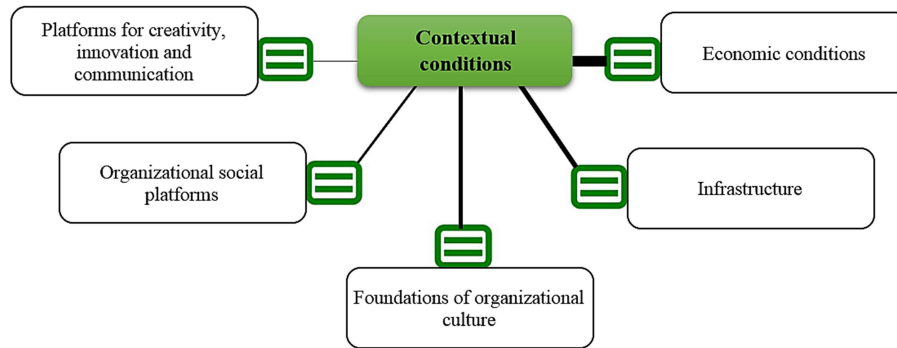 Platforms for creativity,
innovation and
communication
Contextual
conditions
Economic conditions
Organizational social
platforms
Infrastructure
Foundations of organizational
culture